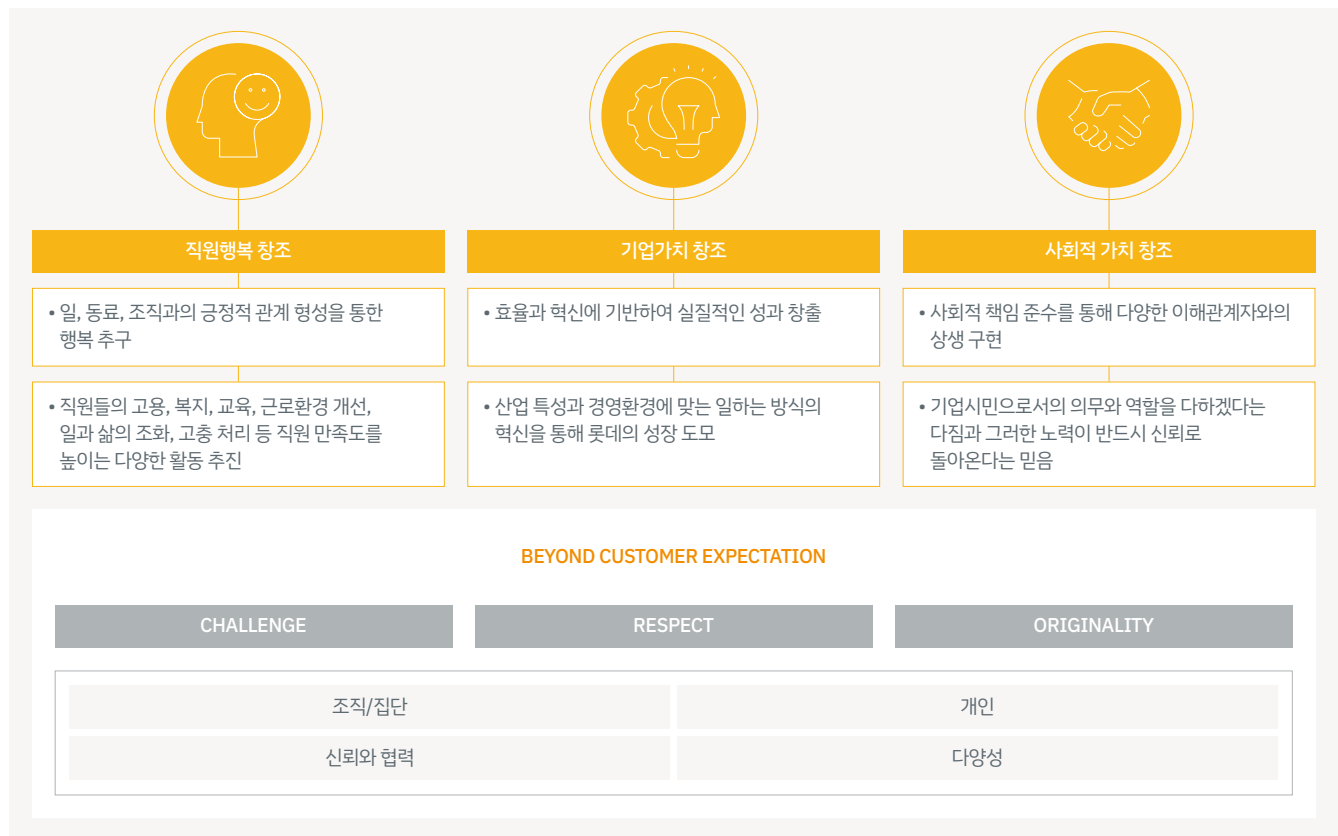 직원행복 창조
• 일, 동료, 조직과의 긍정적 관계 형성을 통한
행복 추구
• 직원들의 고용, 복지, 교육, 근로환경 개선,
일과 삶의 조화, 고충 처리 등 직원 만족도를
높이는 다양한 활동 추진
기업가치 창조
• 효율과 혁신에 기반하여 실질적인 성과 창출
• 산업 특성과 경영환경에 맞는 일하는 방식의
혁신을 통해 롯데의 성장 도모
사회적 가치 창조
• 사회적 책임 준수를 통해 다양한 이해관계자와의
상생 구현
• 기업시민으로서의 의무와 역할을 다하겠다는
다짐과 그러한 노력이 반드시 신뢰로
돌아온다는 믿음
BEYOND CUSTOMER EXPECTATION
CHALLENGE
RESPECT
ORIGINALITY
조직/집단
개인
신뢰와 협력
다양성